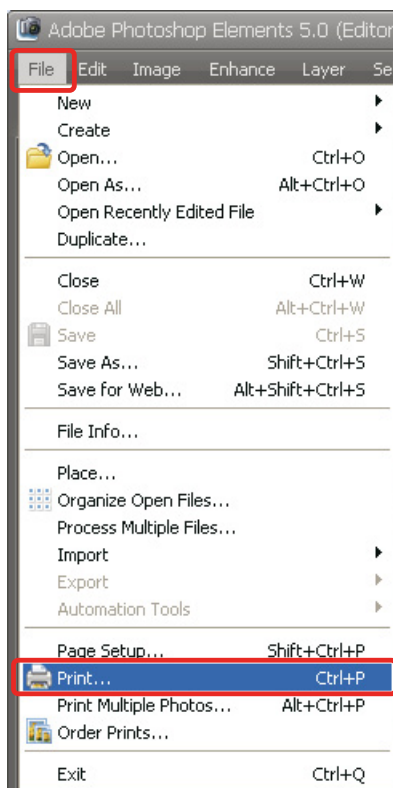 Adobe Photoshop Elements 5.0 (Editor
File Edit Image Enhance Layer Se
New
Create
Open... Ctrl+O
Open As... Alt+Ctrl+O
Open Recently Edited File
Duplicate...
Close Ctrl+W
Close All Alt+Ctrl+W
Save Ctrl+S
Save As... Shift+Ctrl+S
Save for Web... Alt+Shift+Ctrl+S
File Info...
Place...
Organize Open Files...
Process Multiple Files...
Import
Export
Automation Tools
Page Setup... Shift+Ctrl+P
Print... Ctrl+P
Print Multiple Photos... Alt+Ctrl+P
Order Prints...
Exit Ctrl+Q